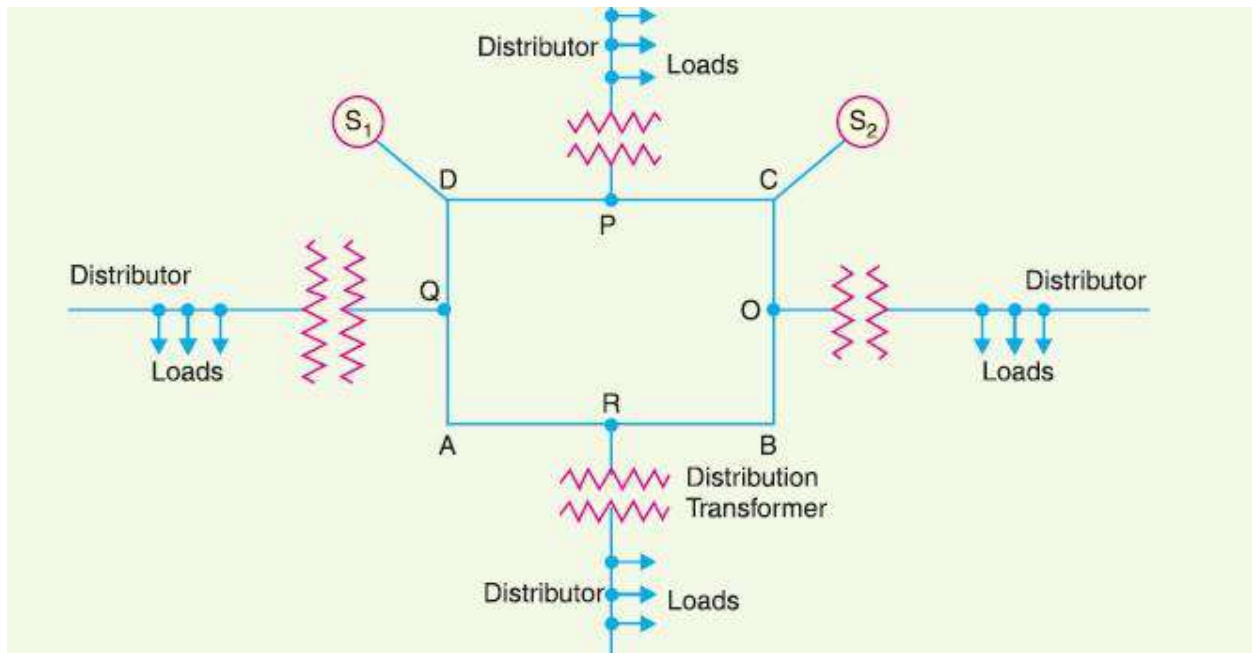 Distributor
Loads
S1
S2
D
C
P
Distributor
Q
Loads
Distributor
O
Loads
R
A
B
Distribution
Transformer
Distributor
Loads